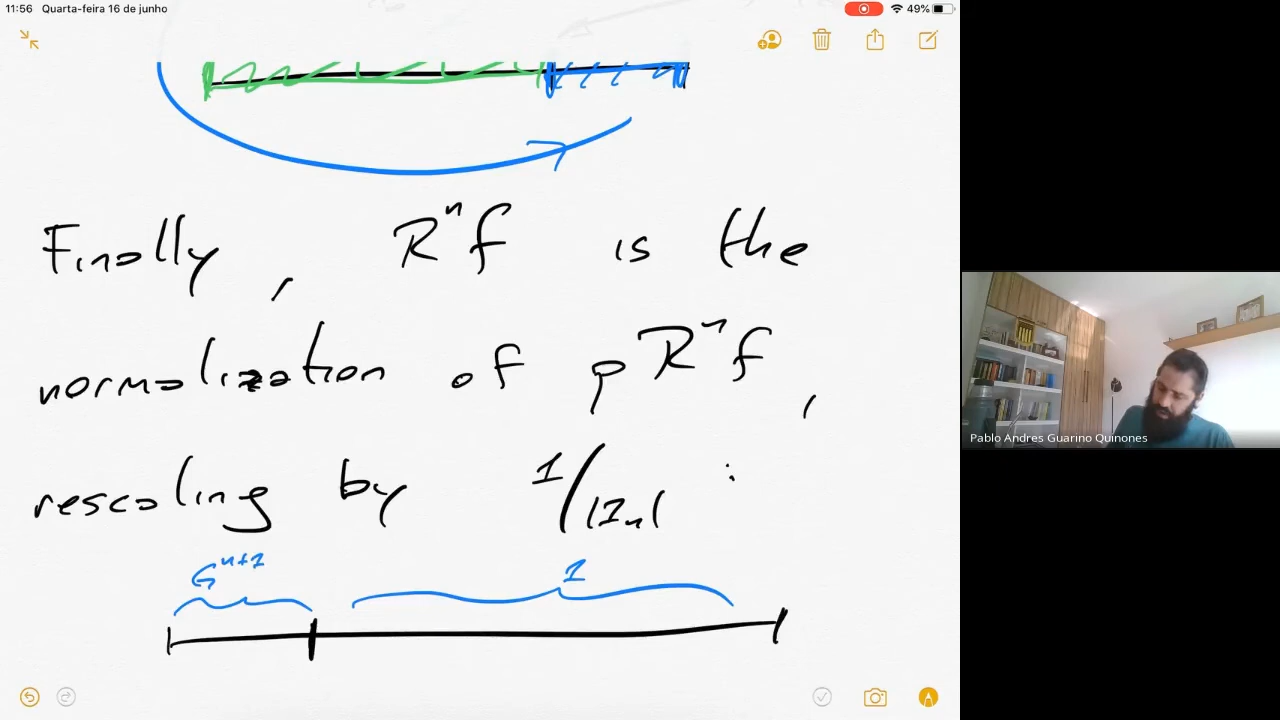 11:56 Quarta-feira 16 de junho
49%
Finally, Rⁿf is the
normalization of pRⁿf,
rescaling by 1/|Iₙ| :
Gⁿ⁺¹ 1
Pablo Andres Guarino Quinones